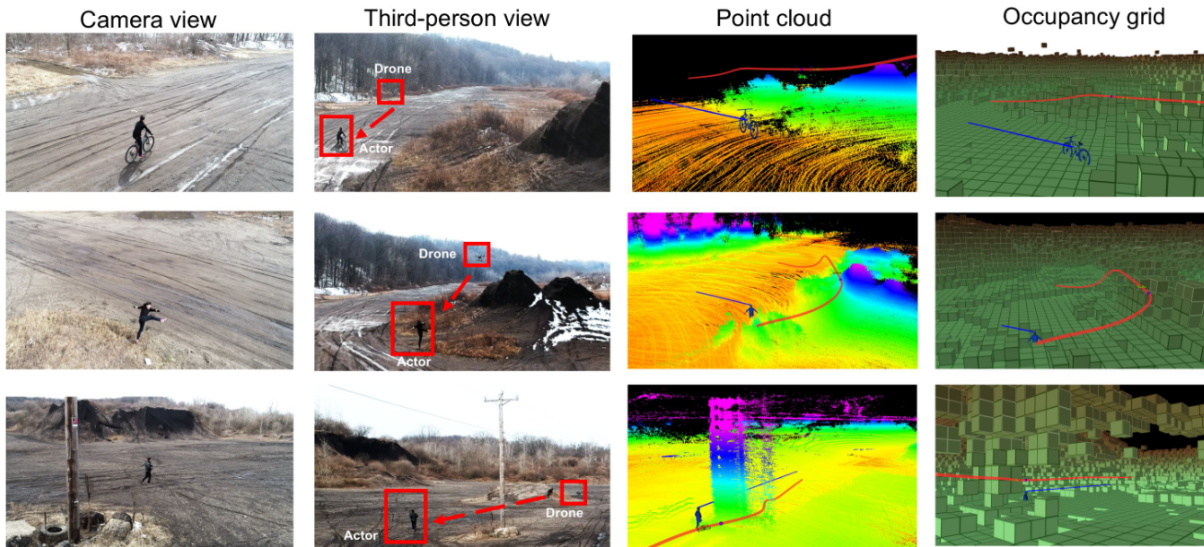 Camera view
Third-person view
Point cloud
Occupancy grid
Drone
Actor
Drone
Actor
Actor
Drone